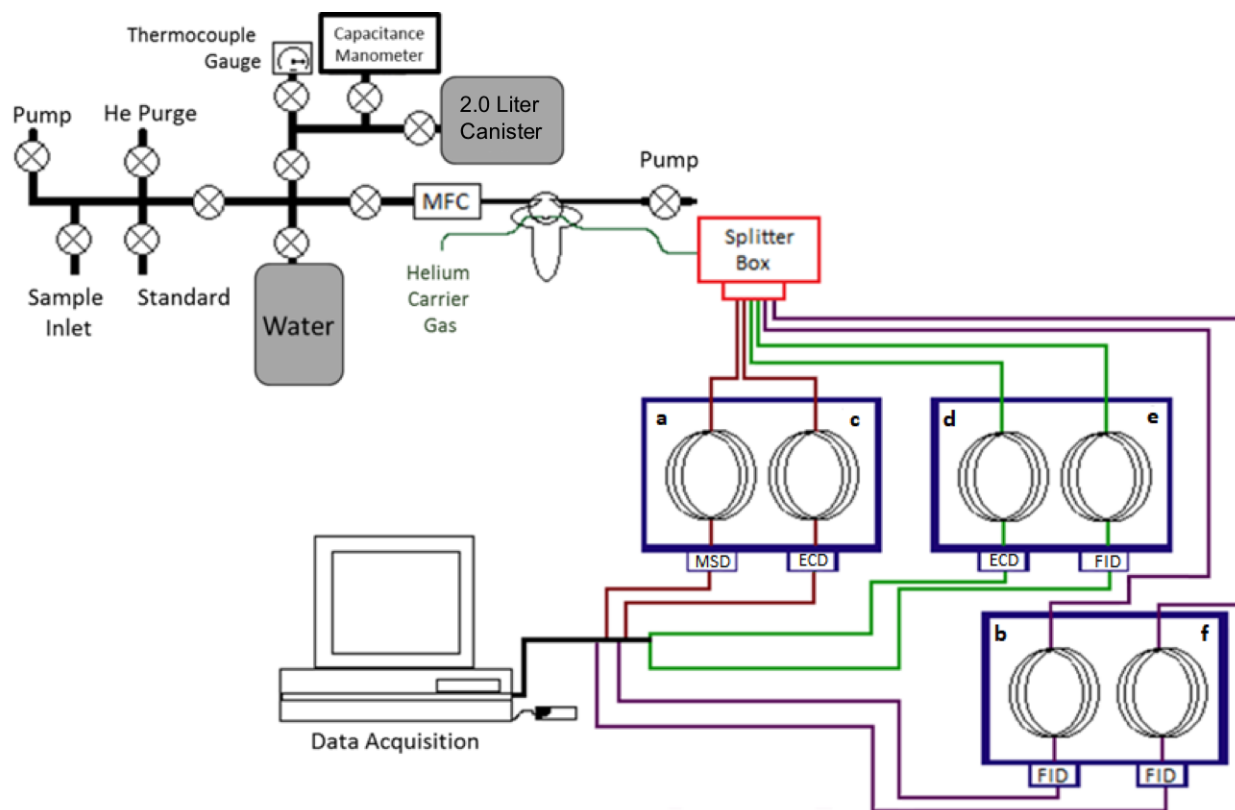 Thermocouple
Gauge
Capacitance
Manometer
2.0 Liter
Canister
Pump
He Purge
Pump
MFC
Splitter
Box
Helium
Carrier
Gas
Sample
Inlet
Standard
Water
a
c
d
e
MSD
ECD
ECD
FID
b
f
Data Acquisition
FID
FID